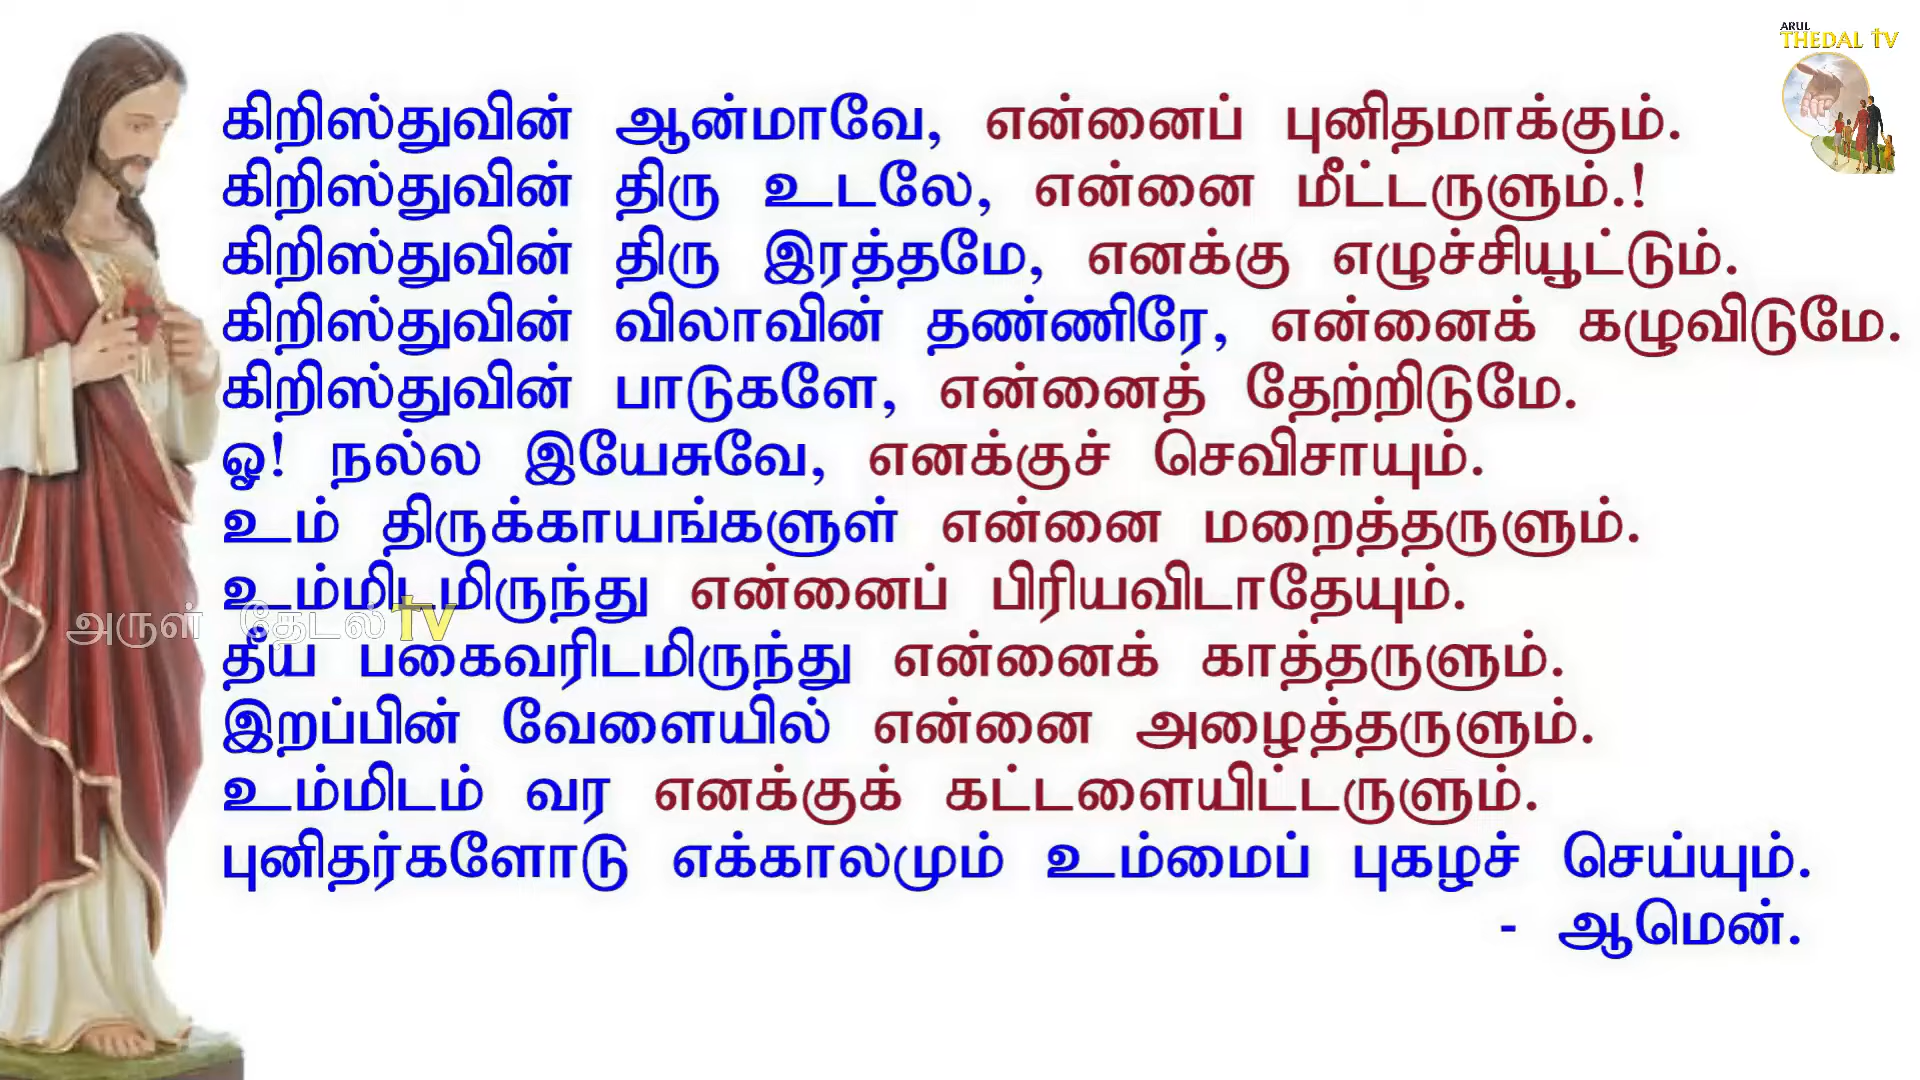 ARUL
THEDAL TV
கிறிஸ்துவின் ஆன்மாவே, என்னைப் புனிதமாக்கும்.
கிறிஸ்துவின் திரு உடலே, என்னை மீட்டருளும்.!
கிறிஸ்துவின் திரு இரத்தமே, எனக்கு எழுச்சியூட்டும்.
கிறிஸ்துவின் விலாவின் தண்ணிரே, என்னைக் கழுவிடுமே.
கிறிஸ்துவின் பாடுகளே, என்னைத் தேற்றிடுமே.
ஓ! நல்ல இயேசுவே, எனக்குச் செவிசாயும்.
உம் திருக்காயங்களுள் என்னை மறைத்தருளும்.
உம்மிடமிருந்து என்னைப் பிரியவிடாதேயும்.
அருள் தேடல் TV
தீய பகைவரிடமிருந்து என்னைக் காத்தருளும்.
இறப்பின் வேளையில் என்னை அழைத்தருளும்.
உம்மிடம் வர எனக்குக் கட்டளையிட்டருளும்.
புனிதர்களோடு எக்காலமும் உம்மைப் புகழச் செய்யும்.
- ஆமென்.